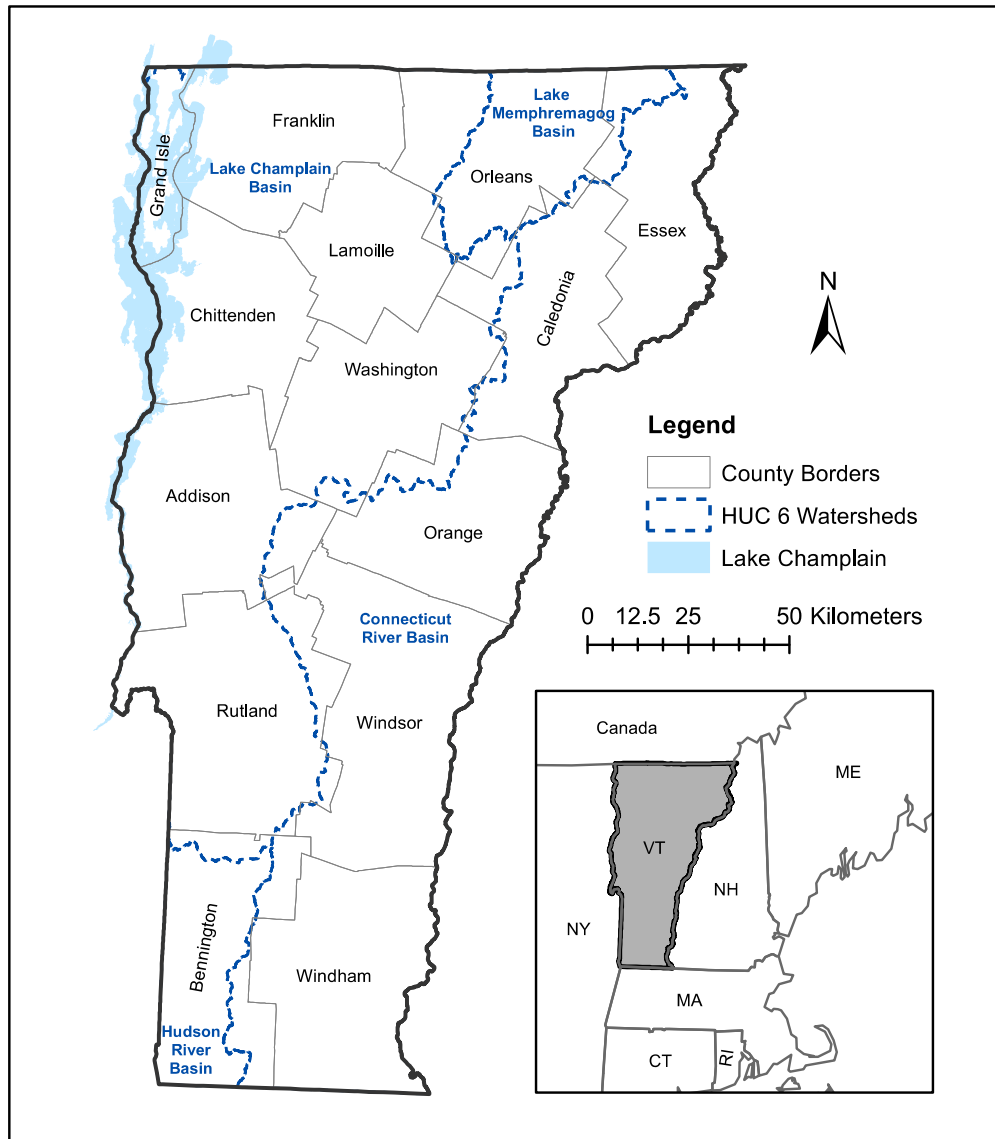 Franklin
Lake
Memphremagog
Basin
Grand Isle
Lake Champlain
Basin
Orleans
Essex
Lamoille
Chittenden
Caledonia
N
Washington
Legend
County Borders
Addison
HUC 6 Watersheds
Orange
Lake Champlain
0 12.5 25 50 Kilometers
Connecticut
River Basin
Rutland
Windsor
Canada
ME
VT
NH
NY
Bennington
Windham
MA
Hudson
River
Basin
CT
RI